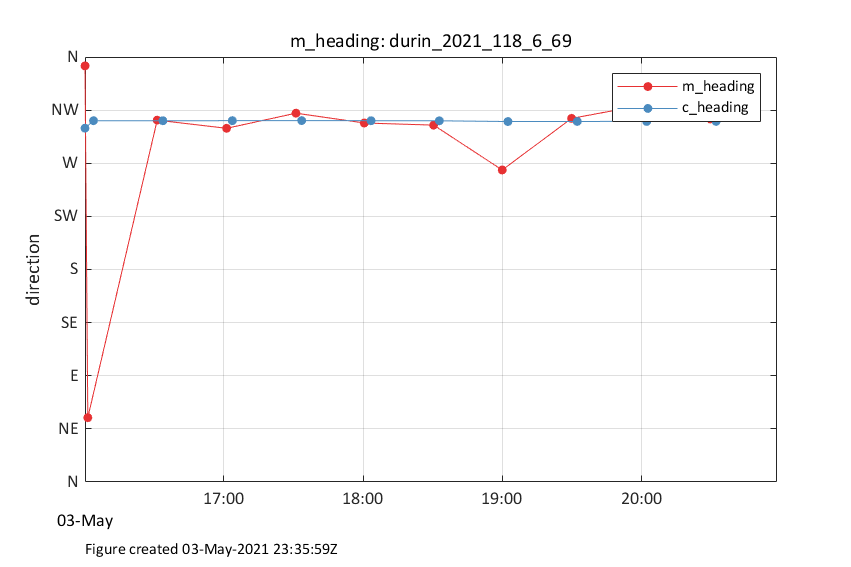 m_heading: durin_2021_118_6_69
N
NW
W
SW
S
SE
E
NE
N
direction
m_heading
c_heading
17:00
18:00
19:00
20:00
03-May
Figure created 03-May-2021 23:35:59Z